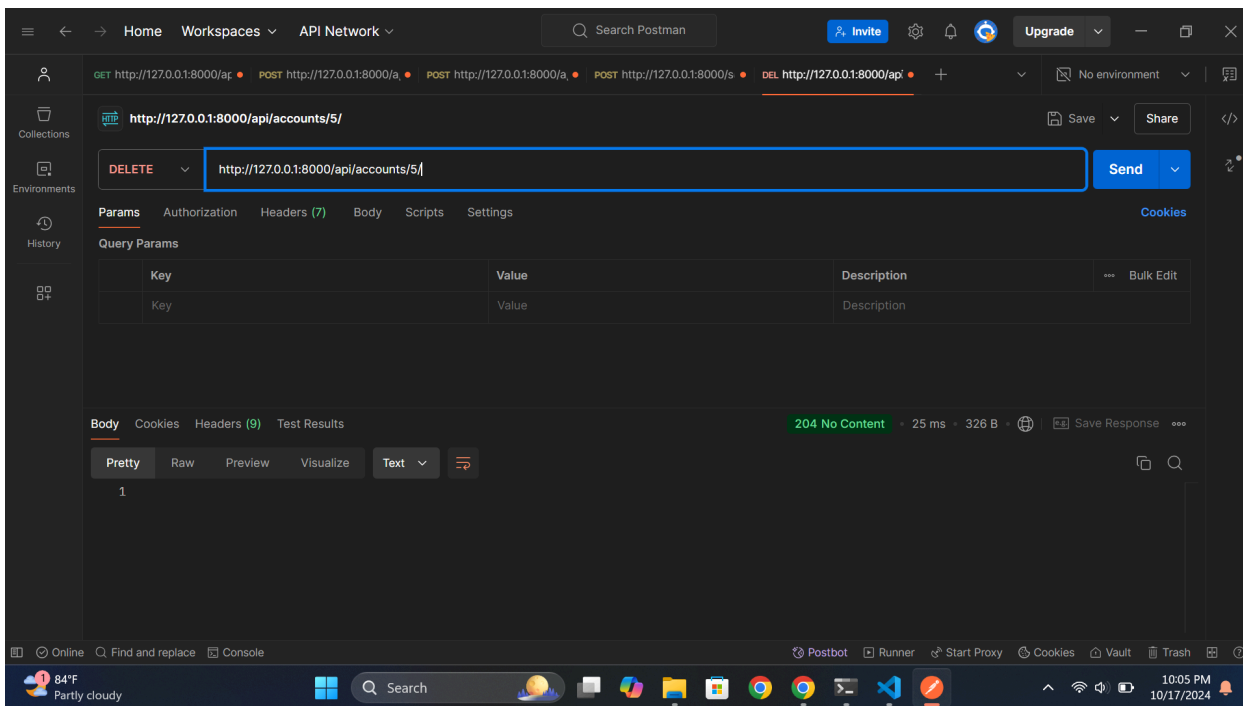 Home Workspaces API Network Search Postman Invite Upgrade
GET http://127.0.0.1:8000/ap POST http://127.0.0.1:8000/a POST http://127.0.0.1:8000/a POST http://127.0.0.1:8000/s DEL http://127.0.0.1:8000/api No environment
HTTP http://127.0.0.1:8000/api/accounts/5/ Save Share
Collections
DELETE http://127.0.0.1:8000/api/accounts/5/ Send
Environments
Params Authorization Headers (7) Body Scripts Settings Cookies
History
Query Params
Key Value Description Bulk Edit
Key Value Description
Body Cookies Headers (9) Test Results 204 No Content 25 ms 326 B Save Response
Pretty Raw Preview Visualize Text
1
Online Find and replace Console Postbot Runner Start Proxy Cookies Vault Trash
1 84°F Search 10:05 PM
Partly cloudy 10/17/2024